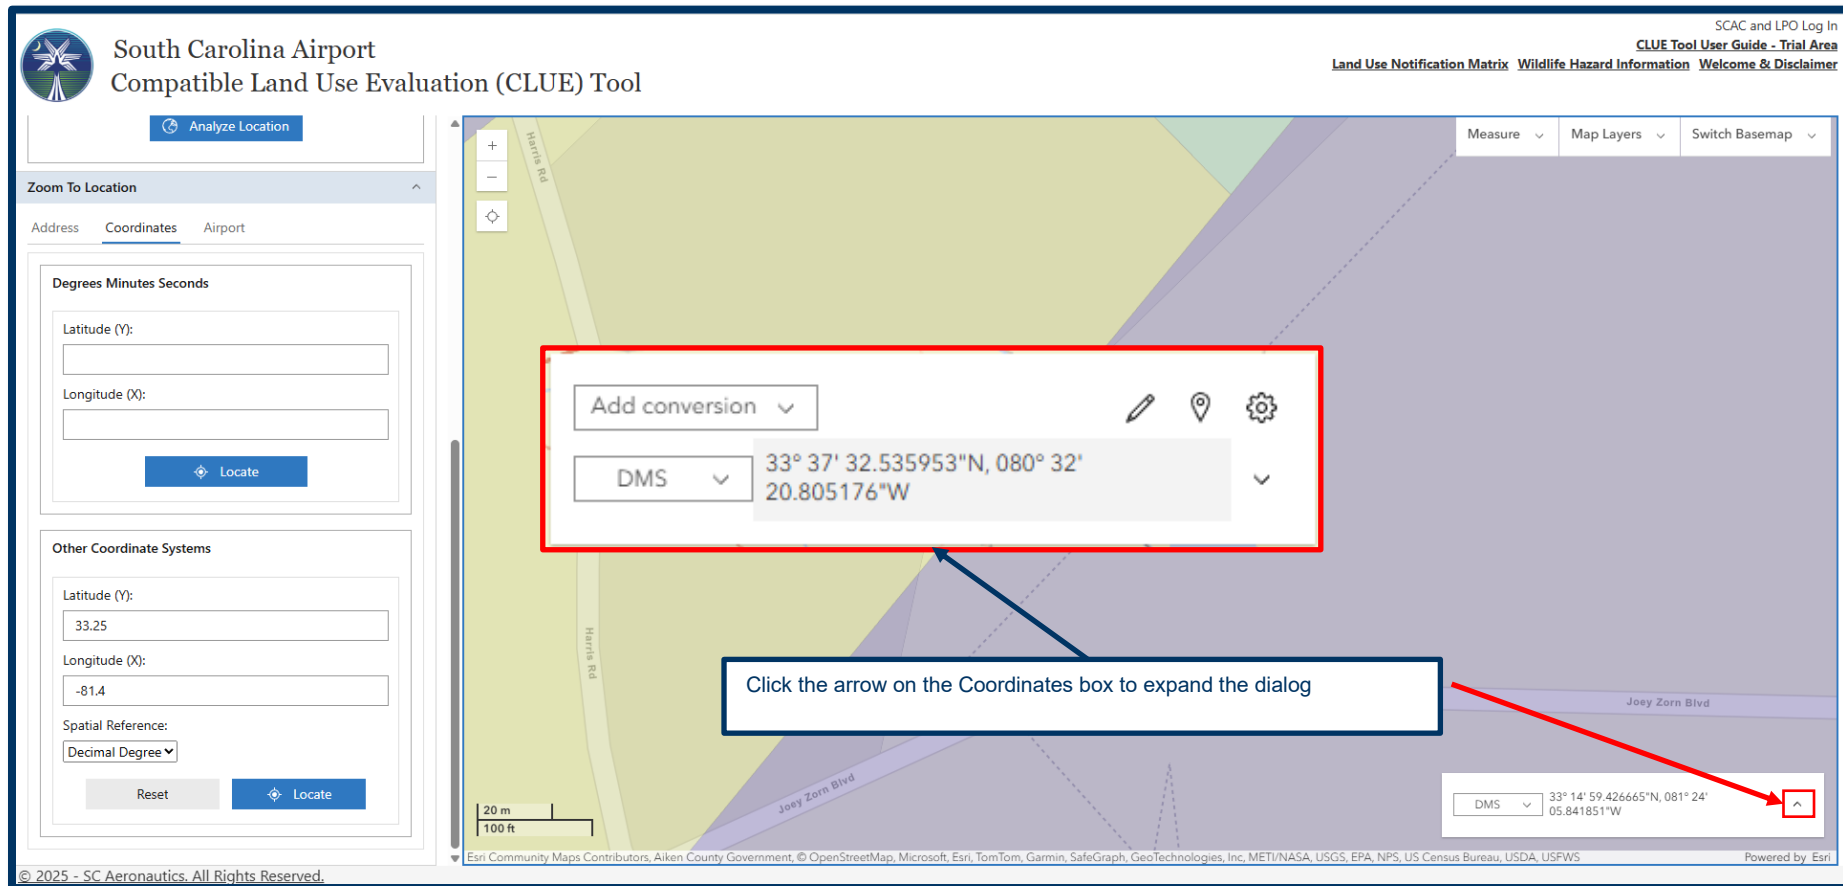 SCAC and LPO Log In
South Carolina Airport
Compatible Land Use Evaluation (CLUE) Tool
CLUE Tool User Guide - Trial Area
Land Use Notification Matrix Wildlife Hazard Information Welcome & Disclaimer
Analyze Location
Zoom To Location
Address Coordinates Airport
Degrees Minutes Seconds
Latitude (Y):
Longitude (X):
Locate
Other Coordinate Systems
Latitude (Y):
33.25
Longitude (X):
-81.4
Spatial Reference:
Decimal Degree
Reset Locate
+
−
Measure Map Layers Switch Basemap
Harris Rd
Add conversion
DMS
33° 37' 32.535953"N, 080° 32'
20.805176"W
Harris Rd
Click the arrow on the Coordinates box to expand the dialog
Joey Zorn Blvd
Joey Zorn Blvd
20 m
100 ft
DMS
33° 14' 59.426665"N, 081° 24'
05.841851"W
Esri Community Maps Contributors, Aiken County Government, © OpenStreetMap, Microsoft, Esri, TomTom, Garmin, SafeGraph, GeoTechnologies, Inc, METI/NASA, USGS, EPA, NPS, US Census Bureau, USDA, USFWS
Powered by Esri
© 2025 - SC Aeronautics. All Rights Reserved.